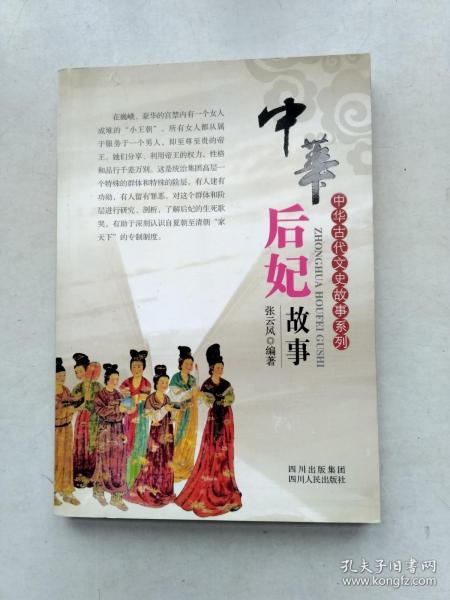 在巍峨、豪华的宫禁内有一个女人
成堆的“小王朝”。所有女人都从属
于服务于一个男人，即至尊至贵的帝
王。她们分享、利用帝王的权力，性格
和品行千差万别。这是统治集团高层一
个特殊的群体和特殊的阶层，有人建有
功勋，有人留有罪恶。对这个群体和阶
层进行研究、剖析，了解后妃的生死歌
哭，有助于深刻认识自夏朝至清朝“家
天下”的专制制度。
中華
后妃
故事
中华古代文史故事系列
ZHONGHUA HOUFEI GUSHI
张云风◎编著
四川出版集团
四川人民出版社
孔夫子旧书网
www.kongfz.com